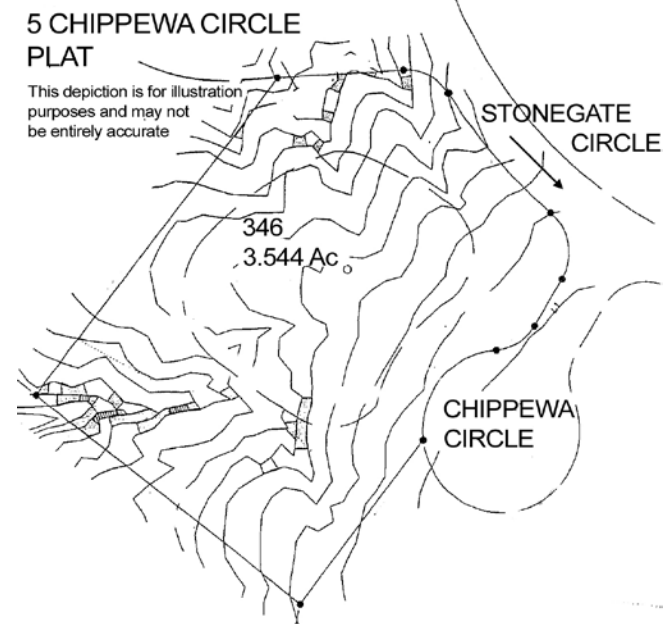 5 CHIPPEWA CIRCLE
PLAT
This depiction is for illustration
purposes and may not
be entirely accurate
STONEGATE
CIRCLE
346
3.544 Ac
CHIPPEWA
CIRCLE